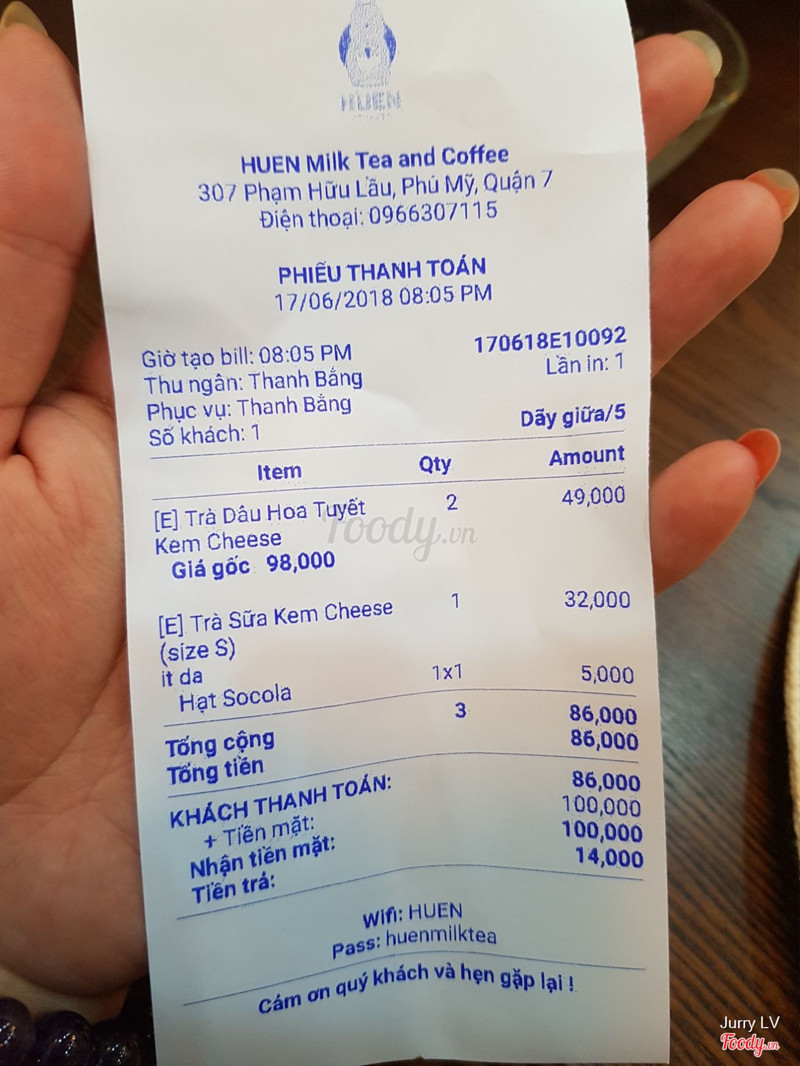 HUEN
HUEN Milk Tea and Coffee
307 Phạm Hữu Lầu, Phú Mỹ, Quận 7
Điện thoại: 0966307115
PHIẾU THANH TOÁN
17/06/2018 08:05 PM
Giờ tạo bill: 08:05 PM 170618E10092
Thu ngân: Thanh Bằng Lần in: 1
Phục vụ: Thanh Bằng
Số khách: 1 Dãy giữa/5
Item Qty Amount
[E] Trà Dâu Hoa Tuyết 2 49,000
Kem Cheese
Giá gốc 98,000
[E] Trà Sữa Kem Cheese 1 32,000
(size S)
it da
Hạt Socola 1x1 5,000
Tổng cộng 3 86,000
Tổng tiền 86,000
KHÁCH THANH TOÁN: 86,000
+ Tiền mặt: 100,000
Nhận tiền mặt: 100,000
Tiền trả: 14,000
Wifi: HUEN
Pass: huenmilktea
Cám ơn quý khách và hẹn gặp lại !
foody.vn
Jurry LV
Foody.vn